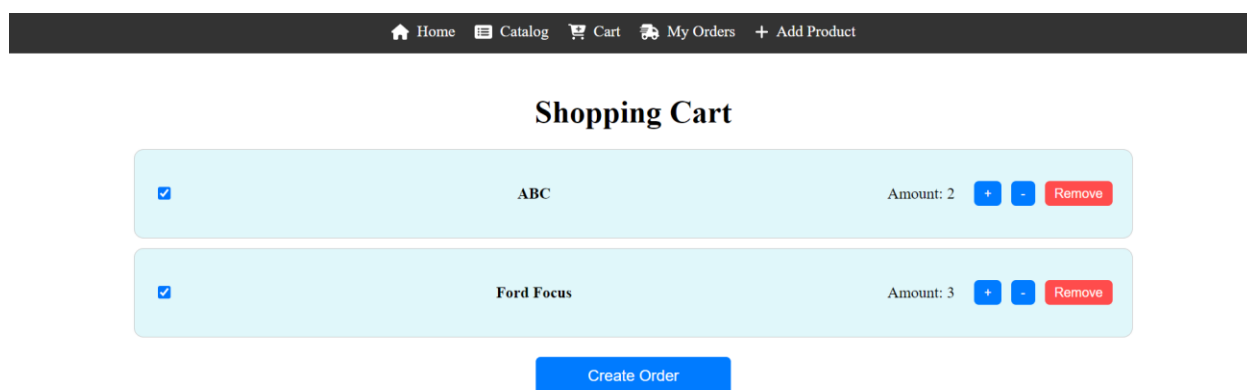 Home Catalog Cart My Orders + Add Product
Shopping Cart
ABC Amount: 2 + - Remove
Ford Focus Amount: 3 + - Remove
Create Order